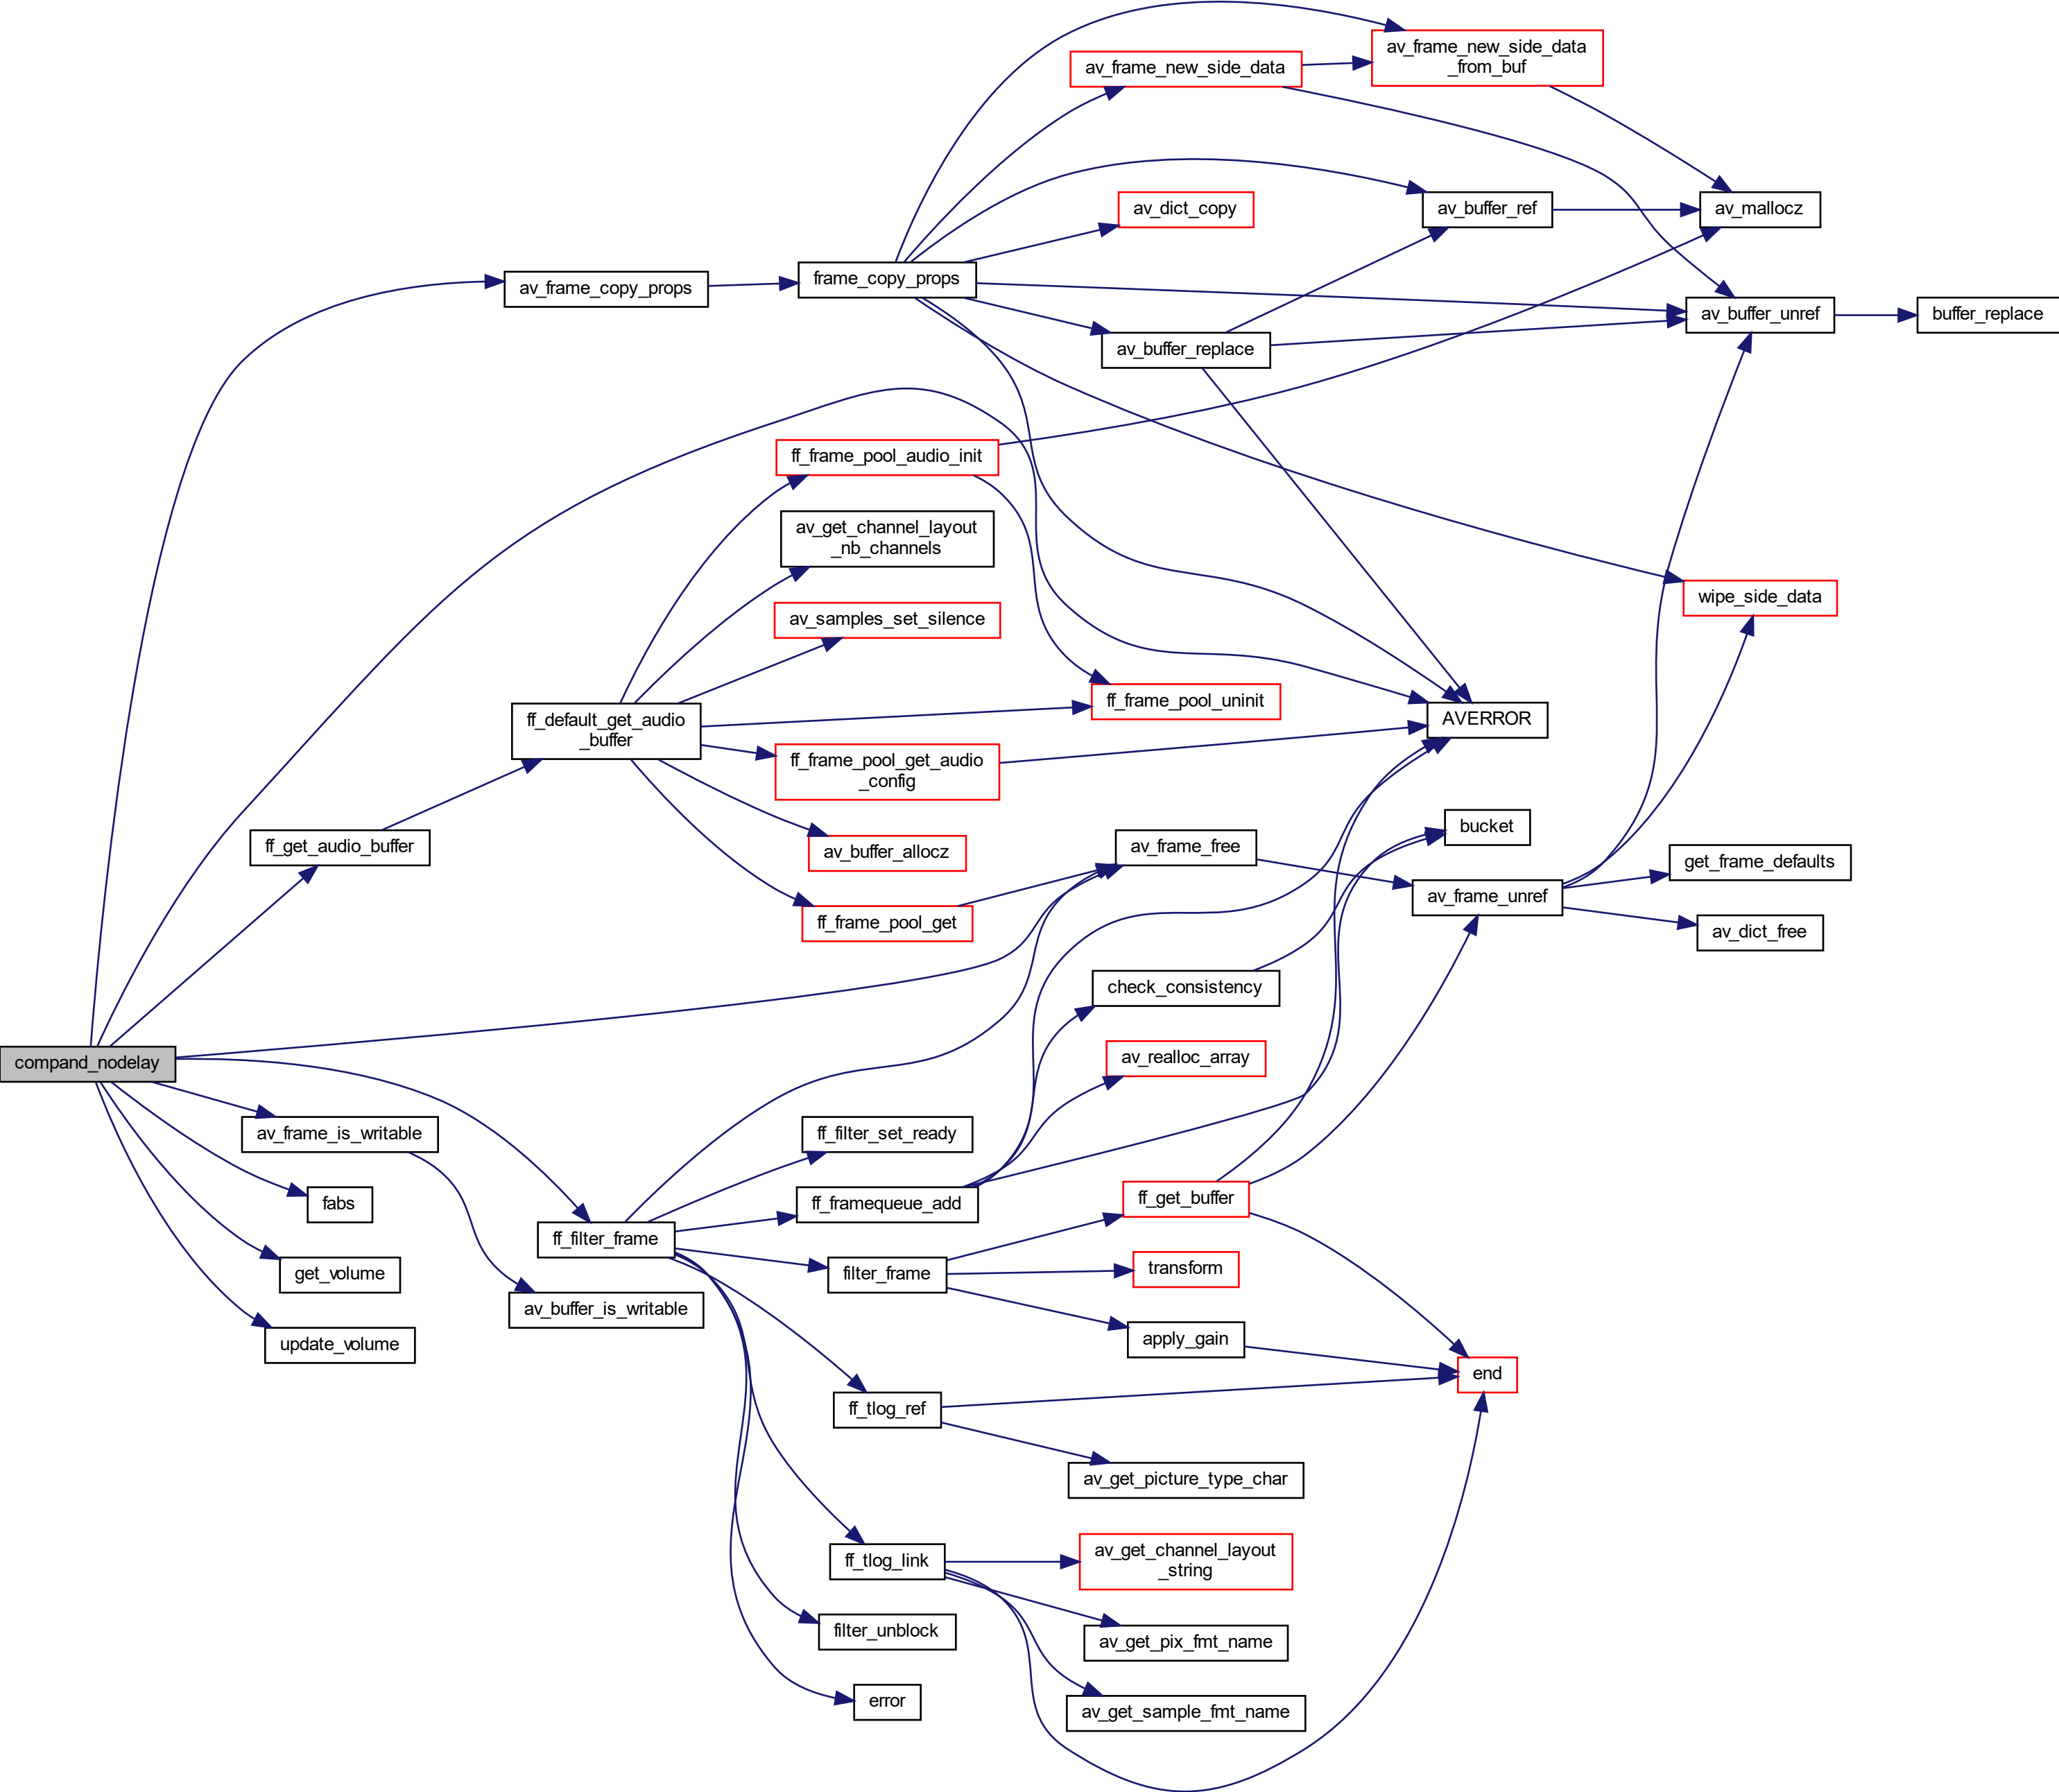 av_frame_new_side_data
_from_buf
av_frame_new_side_data
av_dict_copy
av_buffer_ref
av_mallocz
av_frame_copy_props
frame_copy_props
av_buffer_unref
buffer_replace
av_buffer_replace
ff_frame_pool_audio_init
av_get_channel_layout
_nb_channels
av_samples_set_silence
wipe_side_data
ff_frame_pool_uninit
ff_default_get_audio
_buffer
AVERROR
ff_frame_pool_get_audio
_config
ff_get_audio_buffer
av_buffer_allocz
av_frame_free
bucket
get_frame_defaults
ff_frame_pool_get
av_frame_unref
av_dict_free
check_consistency
compand_nodelay
av_realloc_array
av_frame_is_writable
ff_filter_set_ready
fabs
ff_framequeue_add
ff_get_buffer
ff_filter_frame
get_volume
filter_frame
transform
av_buffer_is_writable
update_volume
apply_gain
end
ff_tlog_ref
av_get_picture_type_char
ff_tlog_link
av_get_channel_layout
_string
filter_unblock
av_get_pix_fmt_name
error
av_get_sample_fmt_name